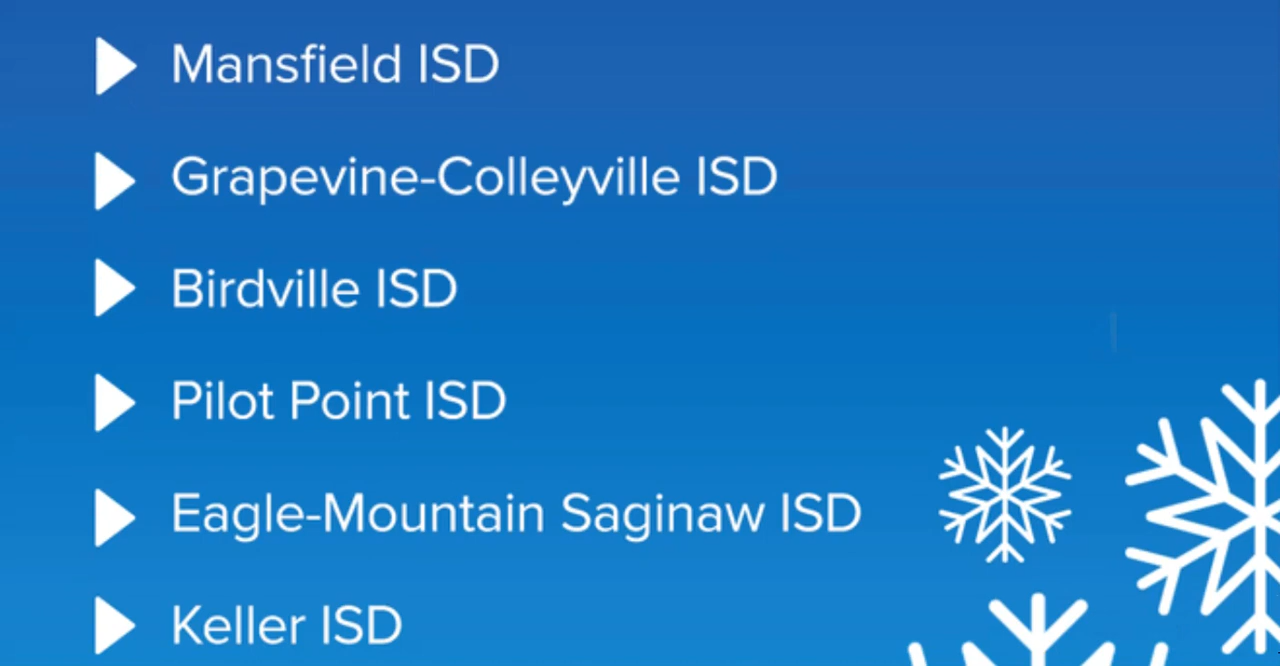 Mansfield ISD
Grapevine-Colleyville ISD
Birdville ISD
Pilot Point ISD
Eagle-Mountain Saginaw ISD
Keller ISD